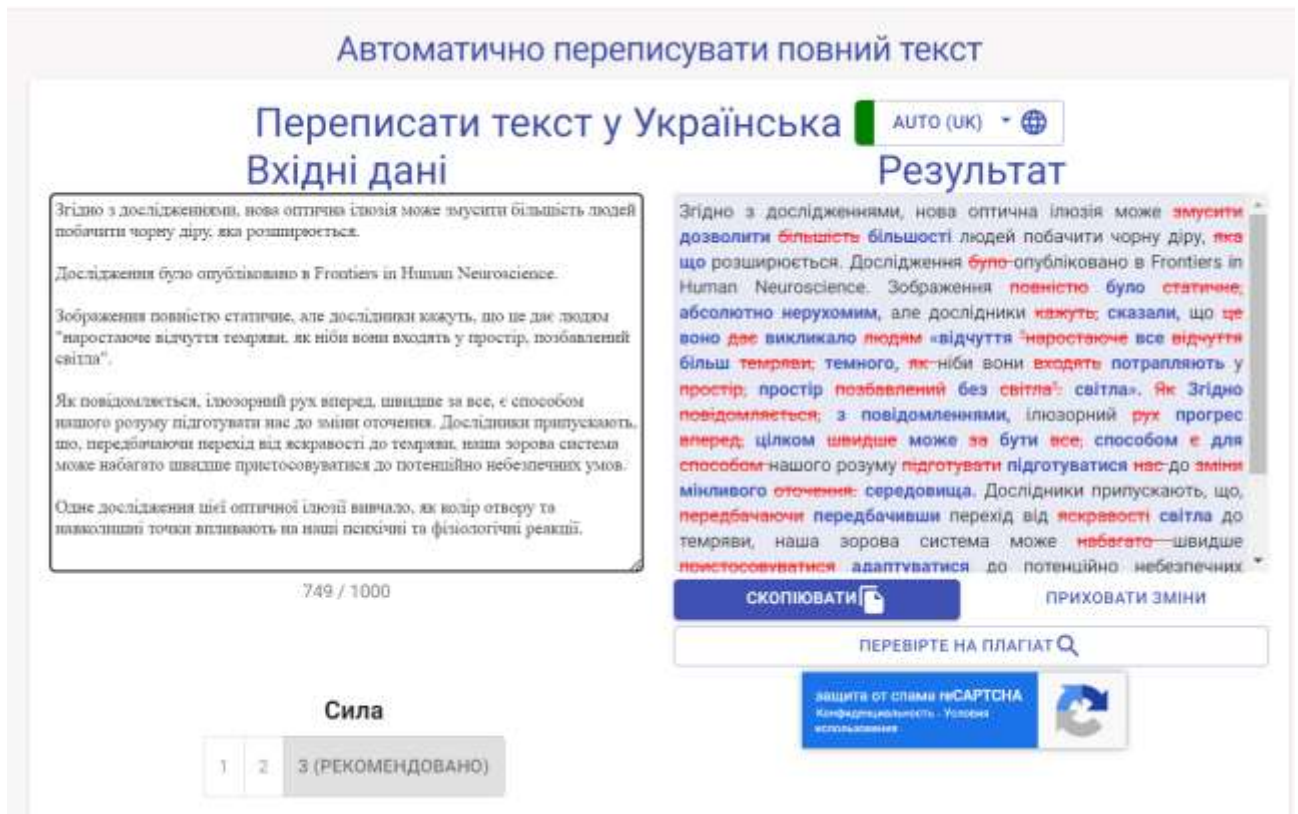 Автоматично переписувати повний текст
Переписати текст у Українська
AUTO (UK)
Вхідні дані
Згідно з дослідженнями, нова оптична ілюзія може змусити більшість людей
побачити чорну діру, яка розширюється.
Дослідження було опубліковано в Frontiers in Human Neuroscience.
Зображення повністю статичне, але дослідники кажуть, що це дає людям
"наростаюче відчуття темряви, як ніби вони входять у простір, позбавлений
світла".
Як повідомляється, ілюзорний рух вперед, швидше за все, є способом
нашого розуму підготувати нас до зміни оточення. Дослідники припускають,
що, передбачаючи перехід від яскравості до темряви, наша зорова система
може набагато швидше пристосовуватися до потенційно небезпечних умов.
Одне дослідження цієї оптичної ілюзії вивчало, як колір отвору та
навколишні точки впливають на наші психічні та фізіологічні реакції.
749 / 1000
Результат
Згідно з дослідженнями, нова оптична ілюзія може змусити
дозволити більшість більшості людей побачити чорну діру, яка
що розширюється. Дослідження було опубліковано в Frontiers in
Human Neuroscience. Зображення повністю було статичне,
абсолютно нерухомим, але дослідники кажуть, сказали, що це
воно дає викликало людям «відчуття "наростаюче все відчуття
більш темряви, темного, як ніби вони входять потрапляють у
простір, простір позбавлений без світла". світла». Як Згідно
повідомляється, з повідомленнями, ілюзорний рух прогрес
вперед, цілком швидше може за бути все, способом є для
способом нашого розуму підготувати підготуватися нас до зміни
мінливого оточення. середовища. Дослідники припускають, що,
передбачаючи передбачивши перехід від яскравості світла до
темряви, наша зорова система може набагато швидше
пристосовуватися адаптуватися до потенційно небезпечних
СКОПІЮВАТИ
ПРИХОВАТИ ЗМІНИ
ПЕРЕВІРТЕ НА ПЛАГІАТ
защита от спама reCAPTCHA
Конфиденциальность - Условия
использования
Сила
1 2 3 (РЕКОМЕНДОВАНО)